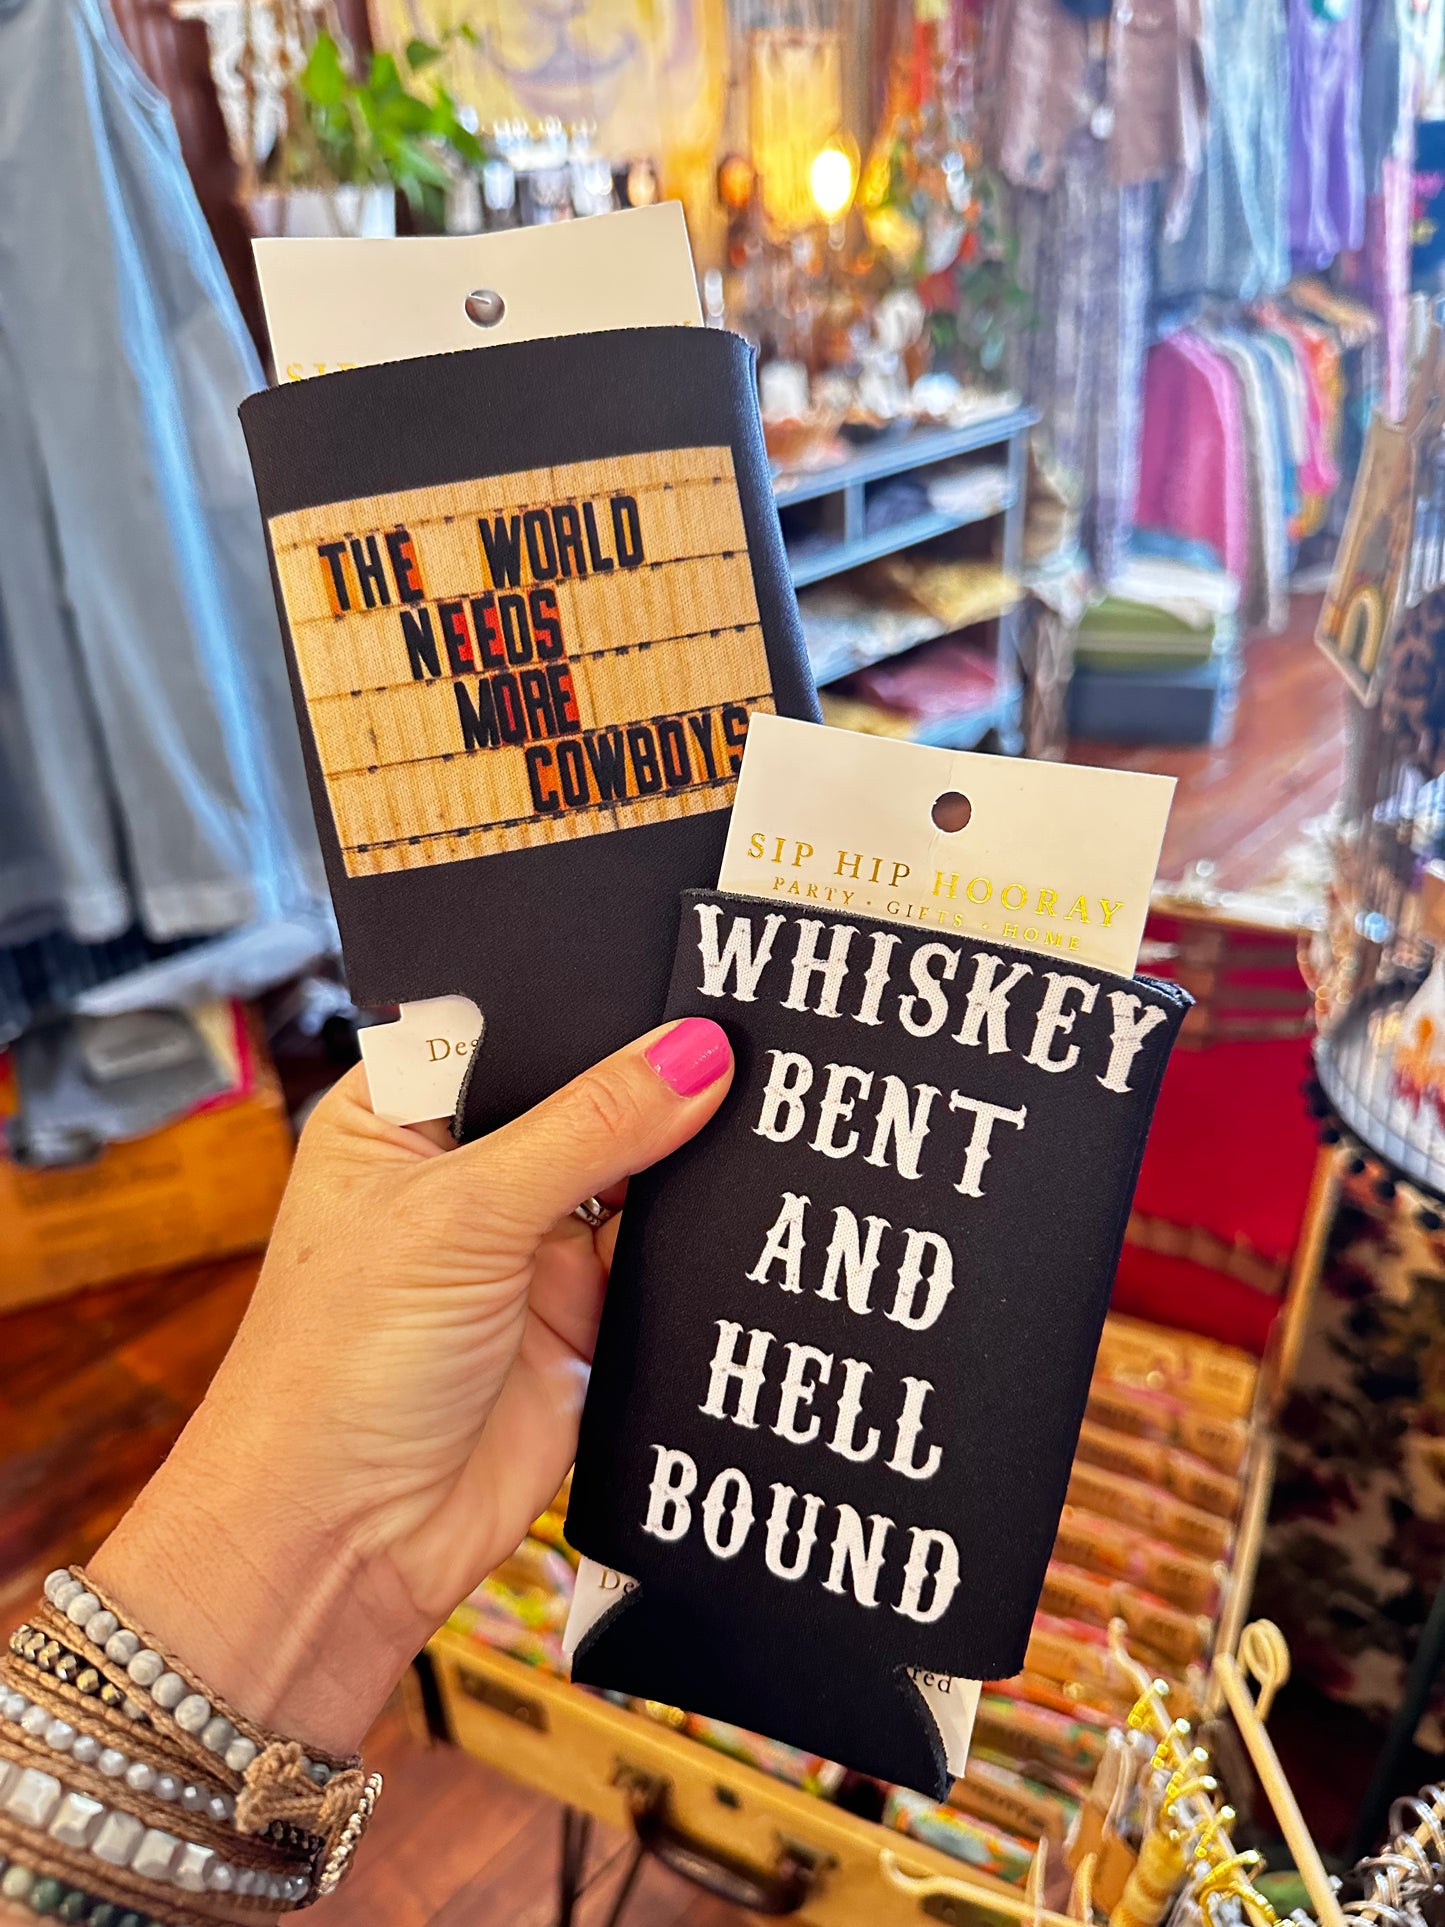 THE WORLD
NEEDS
MORE
COWBOYS
SIP HIP HOORAY
PARTY · GIFTS · HOME
WHISKEY
BENT
AND
HELL
BOUND